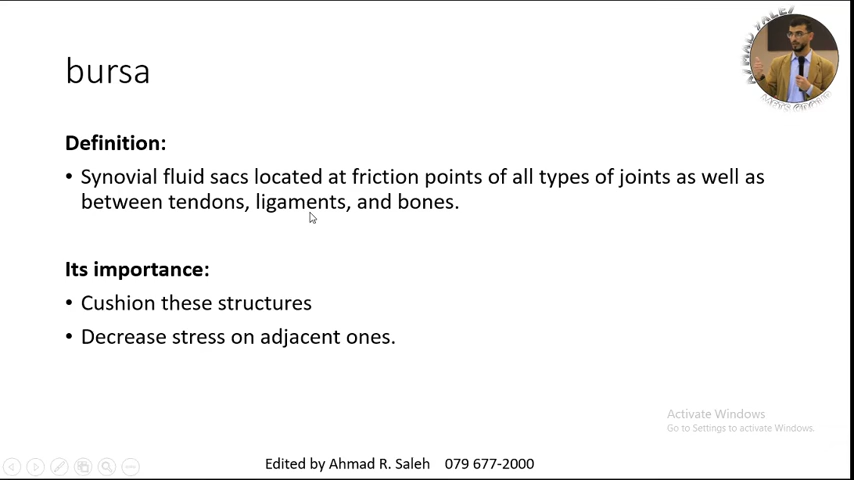 bursa
Definition:
• Synovial fluid sacs located at friction points of all types of joints as well as
between tendons, ligaments, and bones.
Its importance:
• Cushion these structures
• Decrease stress on adjacent ones.
Activate Windows
Go to Settings to activate Windows.
Edited by Ahmad R. Saleh 079 677-2000